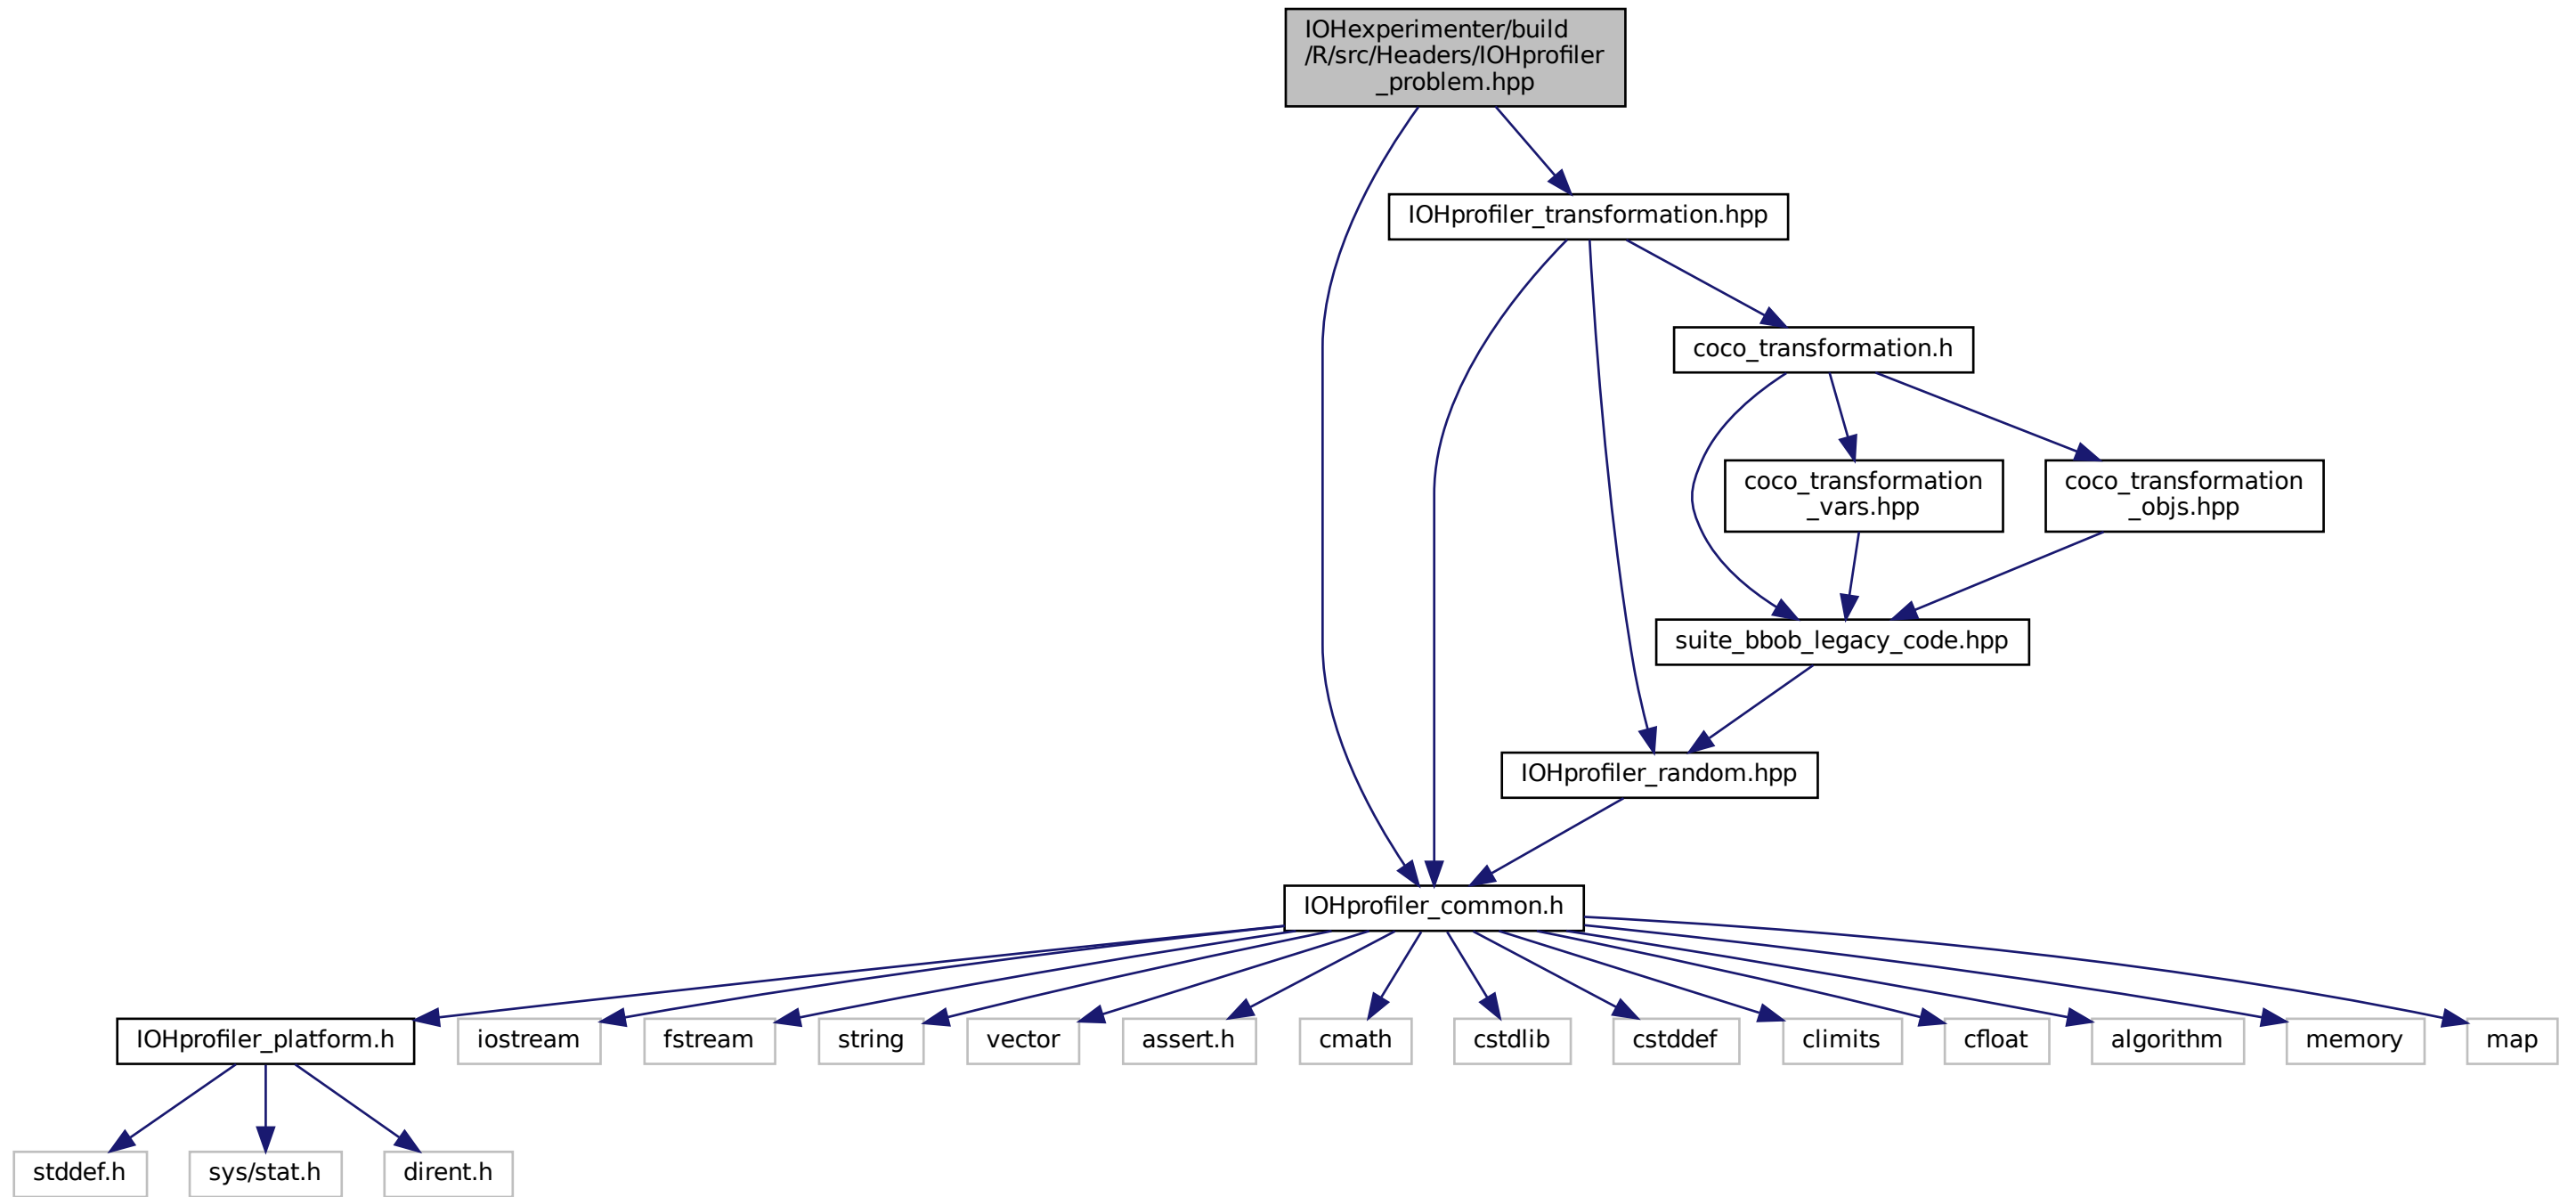 IOHexperimenter/build
/R/src/Headers/IOHprofiler
_problem.hpp
IOHprofiler_transformation.hpp
coco_transformation.h
coco_transformation
_vars.hpp
coco_transformation
_objs.hpp
suite_bbob_legacy_code.hpp
IOHprofiler_random.hpp
IOHprofiler_common.h
IOHprofiler_platform.h
iostream
fstream
string
vector
assert.h
cmath
cstdlib
cstddef
climits
cfloat
algorithm
memory
map
stddef.h
sys/stat.h
dirent.h